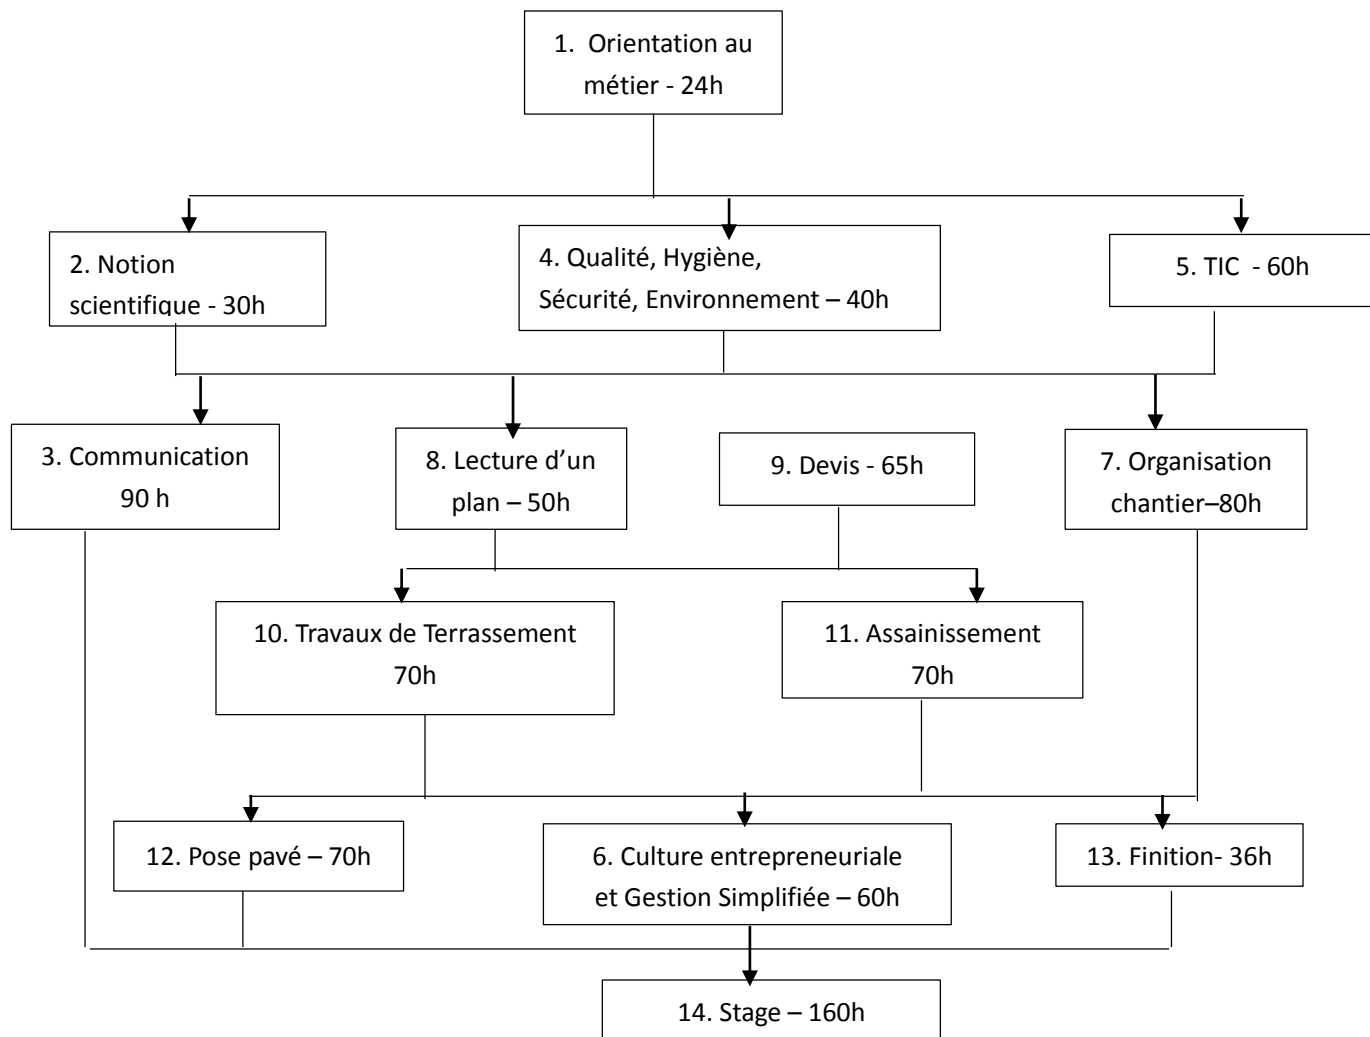 1. Orientation au
métier - 24h
2. Notion
scientifique - 30h
4. Qualité, Hygiène,
Sécurité, Environnement – 40h
5. TIC - 60h
3. Communication
90 h
8. Lecture d’un
plan – 50h
9. Devis - 65h
7. Organisation
chantier–80h
10. Travaux de Terrassement
70h
11. Assainissement
70h
12. Pose pavé – 70h
6. Culture entrepreneuriale
et Gestion Simplifiée – 60h
13. Finition- 36h
14. Stage – 160h